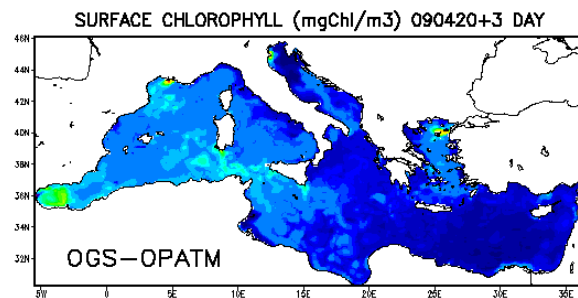 SURFACE CHLOROPHYLL (mgChl/m3) 090420+3 DAY
46N
44N
42N
40N
38N
36N
34N
32N
OGS-OPATM
5W 0 5E 10E 15E 20E 25E 30E 35E